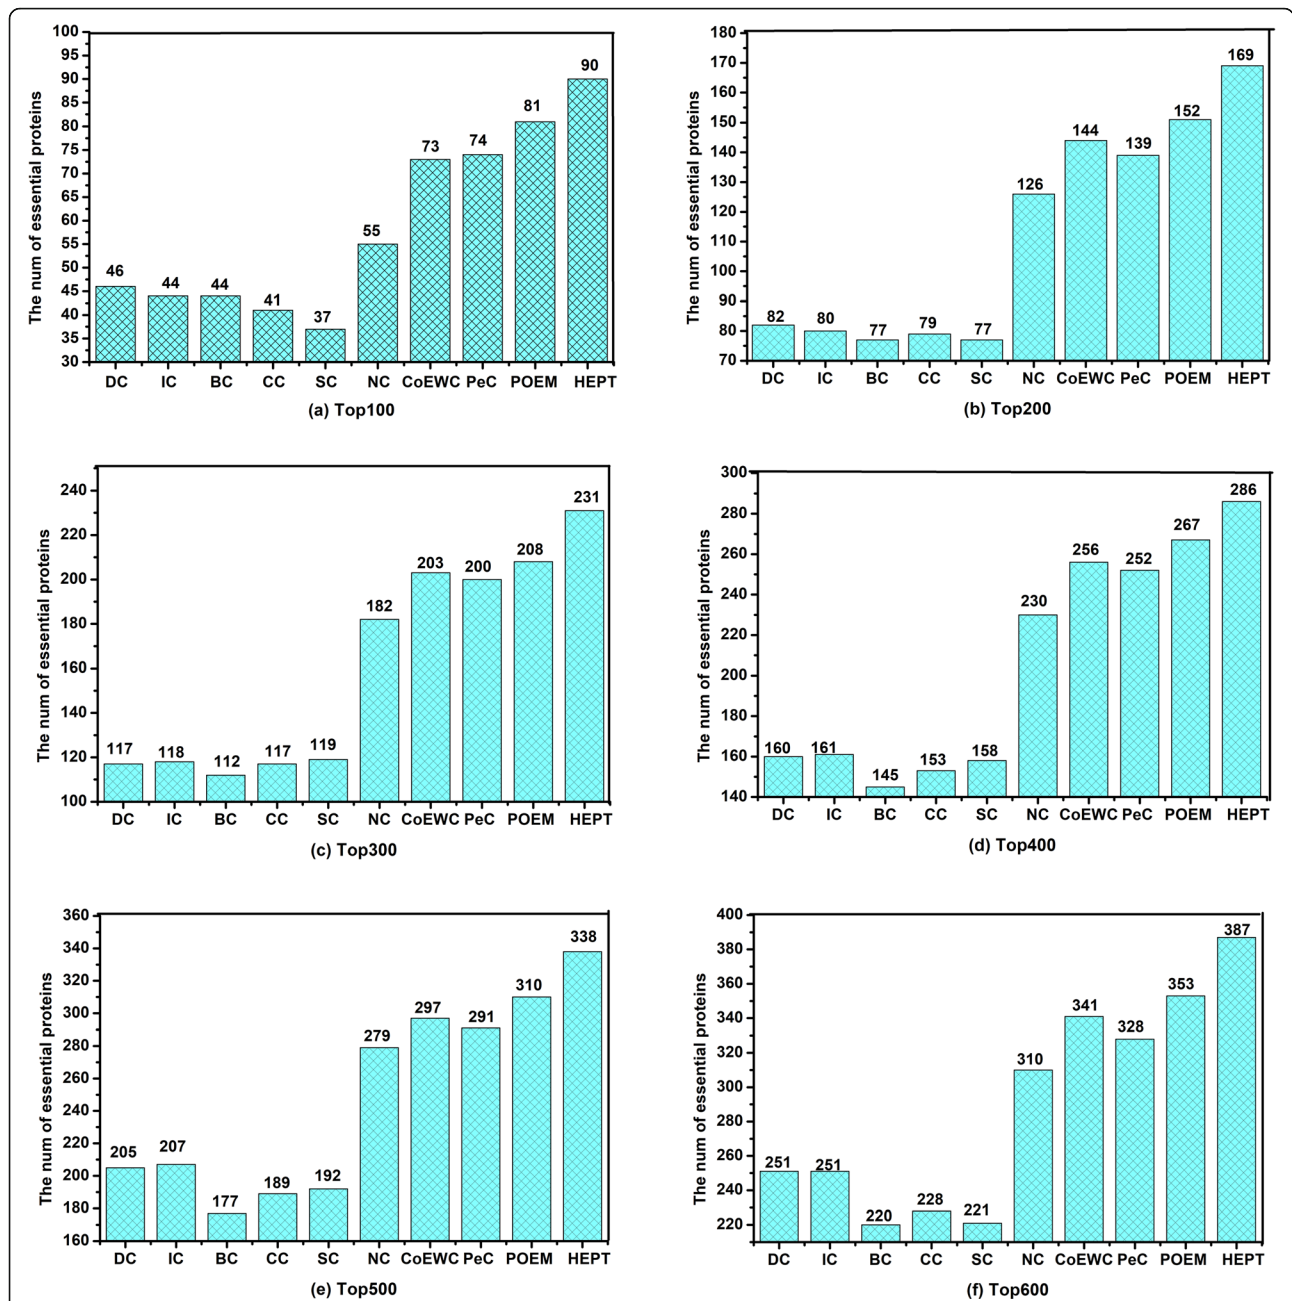 100
95
90
85
80
75
70
65
60
55
50
45
40
35
30
The num of essential proteins
46 44 44 41 37 55 73 74 81 90
DC IC BC CC SC NC CoEWC PeC POEM HEPT
(a) Top100
180
170
160
150
140
130
120
110
100
90
80
70
The num of essential proteins
82 80 77 79 77 126 144 139 152 169
DC IC BC CC SC NC CoEWC PeC POEM HEPT
(b) Top200
240
220
200
180
160
140
120
100
The num of essential proteins
117 118 112 117 119 182 203 200 208 231
DC IC BC CC SC NC CoEWC PeC POEM HEPT
(c) Top300
300
280
260
240
220
200
180
160
140
The num of essential proteins
160 161 145 153 158 230 256 252 267 286
DC IC BC CC SC NC CoEWC PeC POEM HEPT
(d) Top400
360
340
320
300
280
260
240
220
200
180
160
The num of essential proteins
205 207 177 189 192 279 297 291 310 338
DC IC BC CC SC NC CoEWC PeC POEM HEPT
(e) Top500
400
380
360
340
320
300
280
260
240
220
The num of essential proteins
251 251 220 228 221 310 341 328 353 387
DC IC BC CC SC NC CoEWC PeC POEM HEPT
(f) Top600